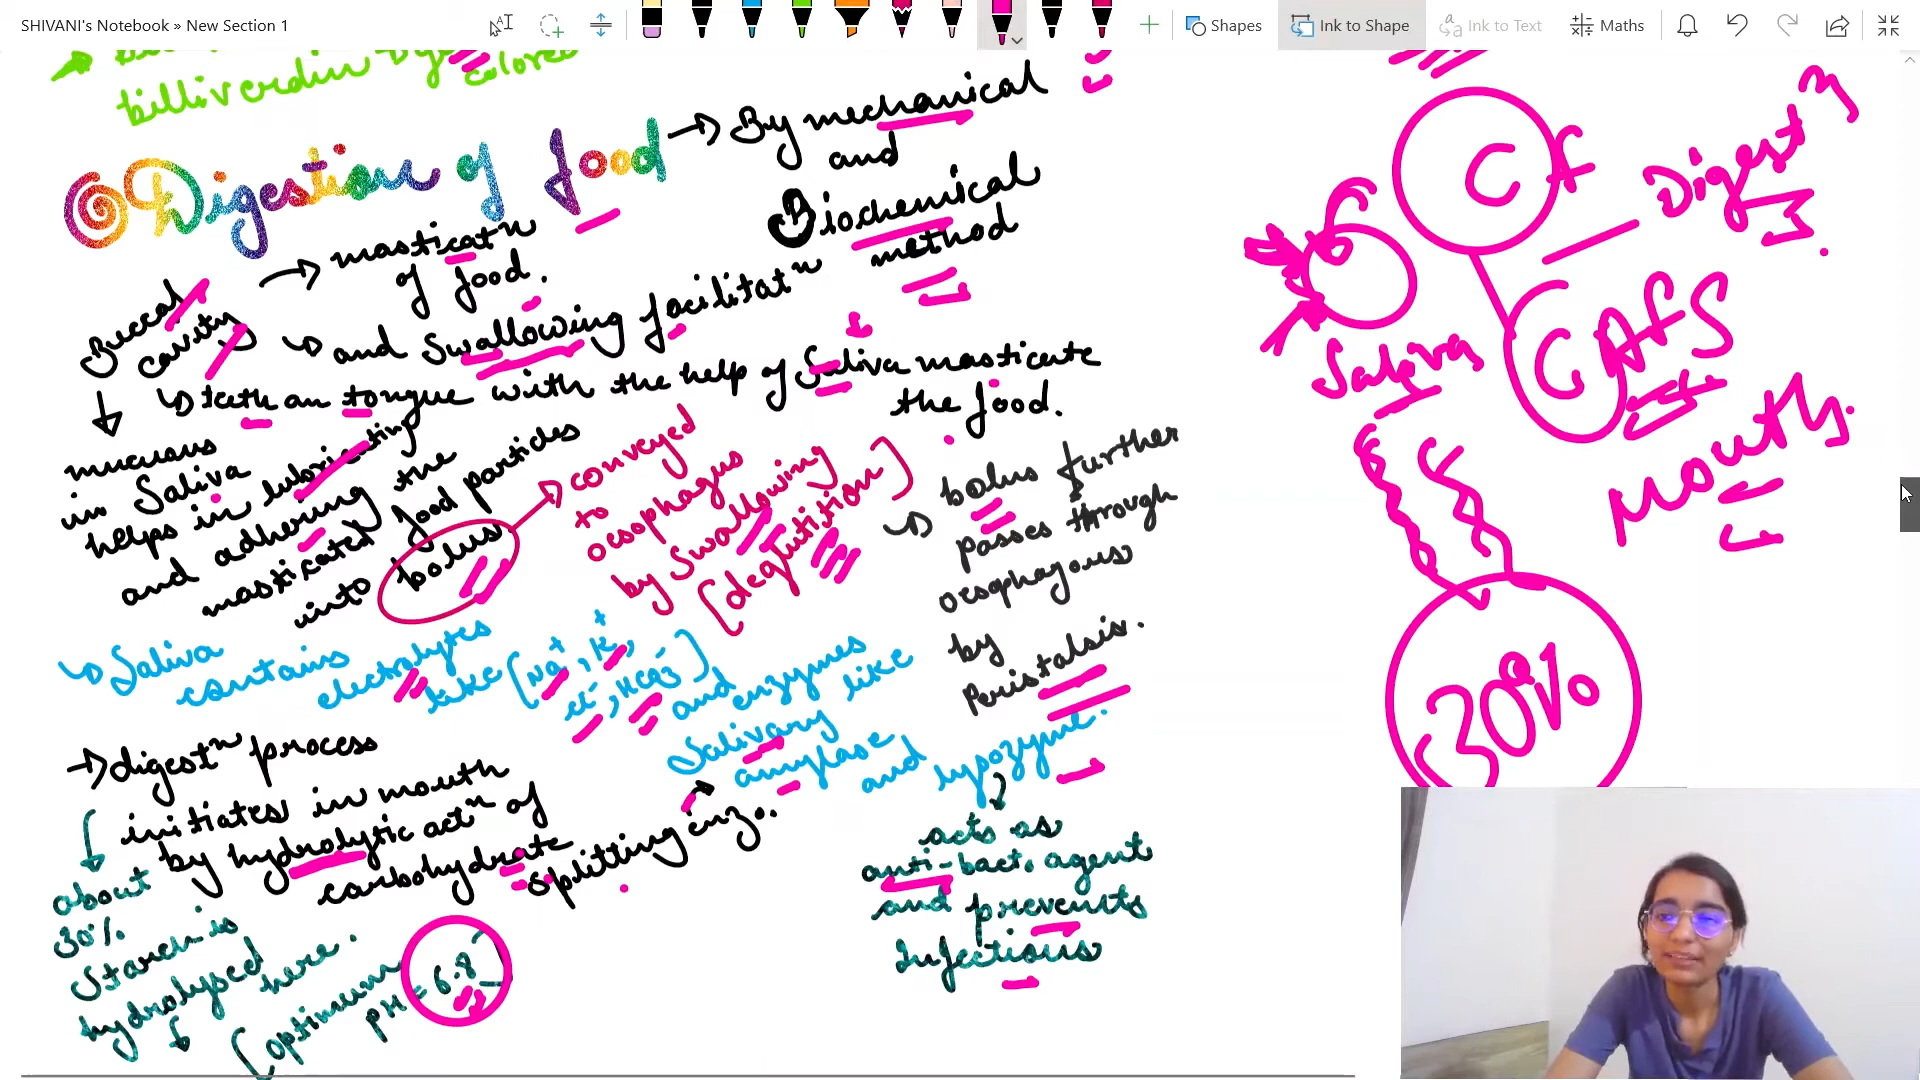 SHIVANI's Notebook » New Section 1
Shapes
Ink to Shape
Ink to Text
Maths
billiverdin
colored
Digestion of food → By mechanical
and
Biochemical
method
Buccal
cavity
→ masticatⁿ
of food.
↳ and Swallowing facilitatⁿ
↳ teeth an tongue with the help of Saliva masticate
the food.
mucuous
in Saliva
helps in lubricating
and adhering the
masticated food particles
into bolus
→ conveyed
to
oesophagus
by Swallowing
[deglutition]
↳ bolus further
passes through
oesophagous
by
Peristalsis.
↳ Saliva
contains
electrolytes
like [Na⁺, K⁺,
Cl⁻, HCO₃⁻]
and enzymes
like
Salivary
amylase
and lysozyme.
acts as
anti-bact. agent
and prevents
Infections
→ digestⁿ process
initiates in mouth
by hydrolytic actⁿ of
carbohydrate
splitting enz.
about
30%
Starch is
hydrolysed
here.
[optimum
pH = 6.8]
C
f
Digestⁿ
Saliva
CAFS
Mouth.
30%